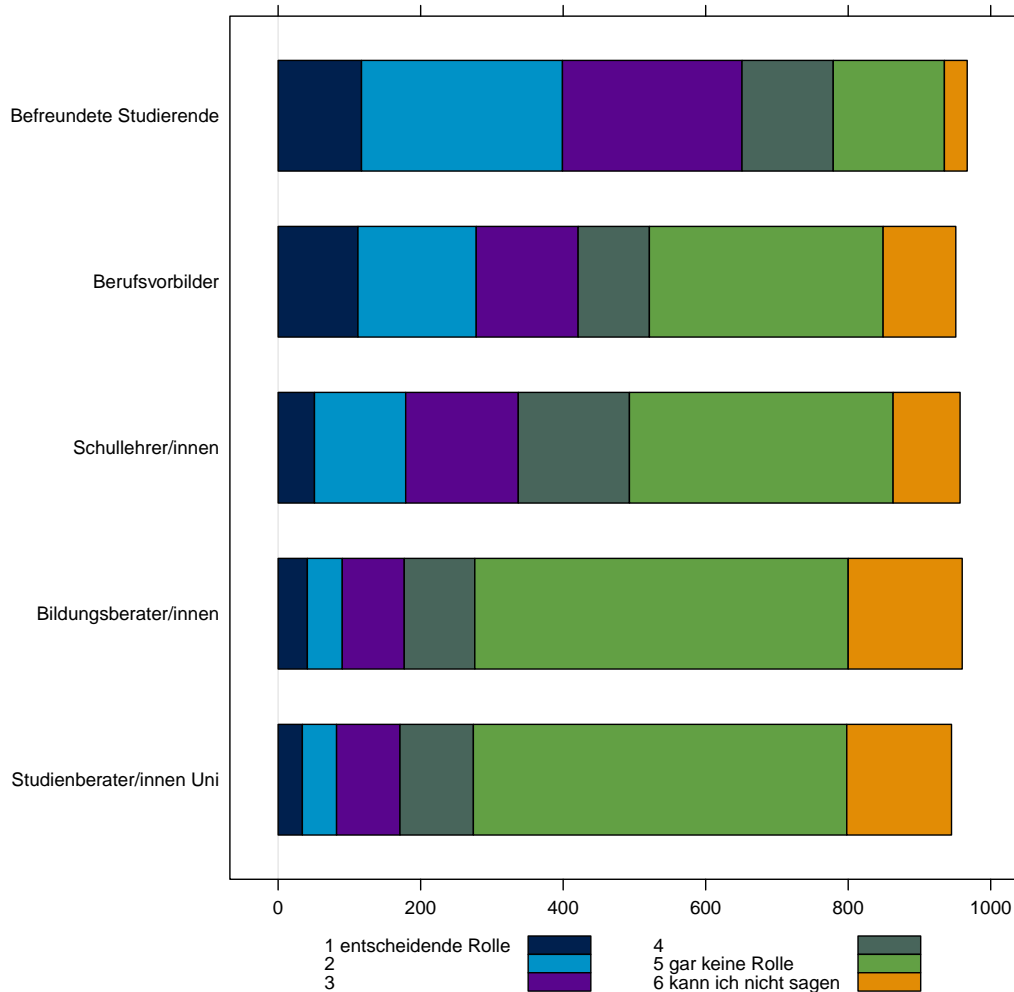 Befreundete Studierende
Berufsvorbilder
Schullehrer/innen
Bildungsberater/innen
Studienberater/innen Uni
0 200 400 600 800 1000
1 entscheidende Rolle
2
3
4
5 gar keine Rolle
6 kann ich nicht sagen